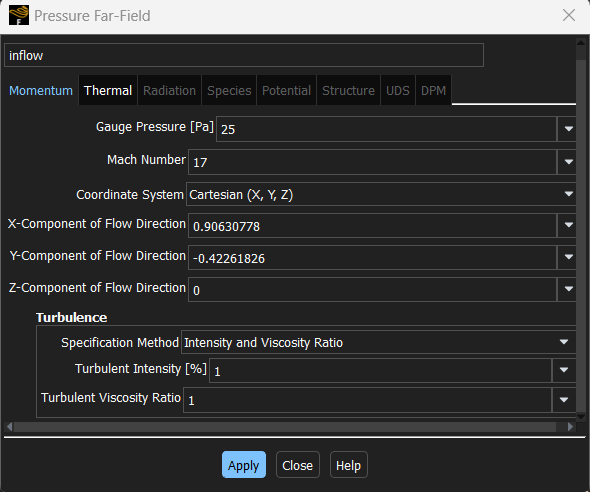 Pressure Far-Field
inflow
Momentum Thermal Radiation Species Potential Structure UDS DPM
Gauge Pressure [Pa] 25
Mach Number 17
Coordinate System Cartesian (X, Y, Z)
X-Component of Flow Direction 0.90630778
Y-Component of Flow Direction -0.42261826
Z-Component of Flow Direction 0
Turbulence
Specification Method Intensity and Viscosity Ratio
Turbulent Intensity [%] 1
Turbulent Viscosity Ratio 1
Apply Close Help